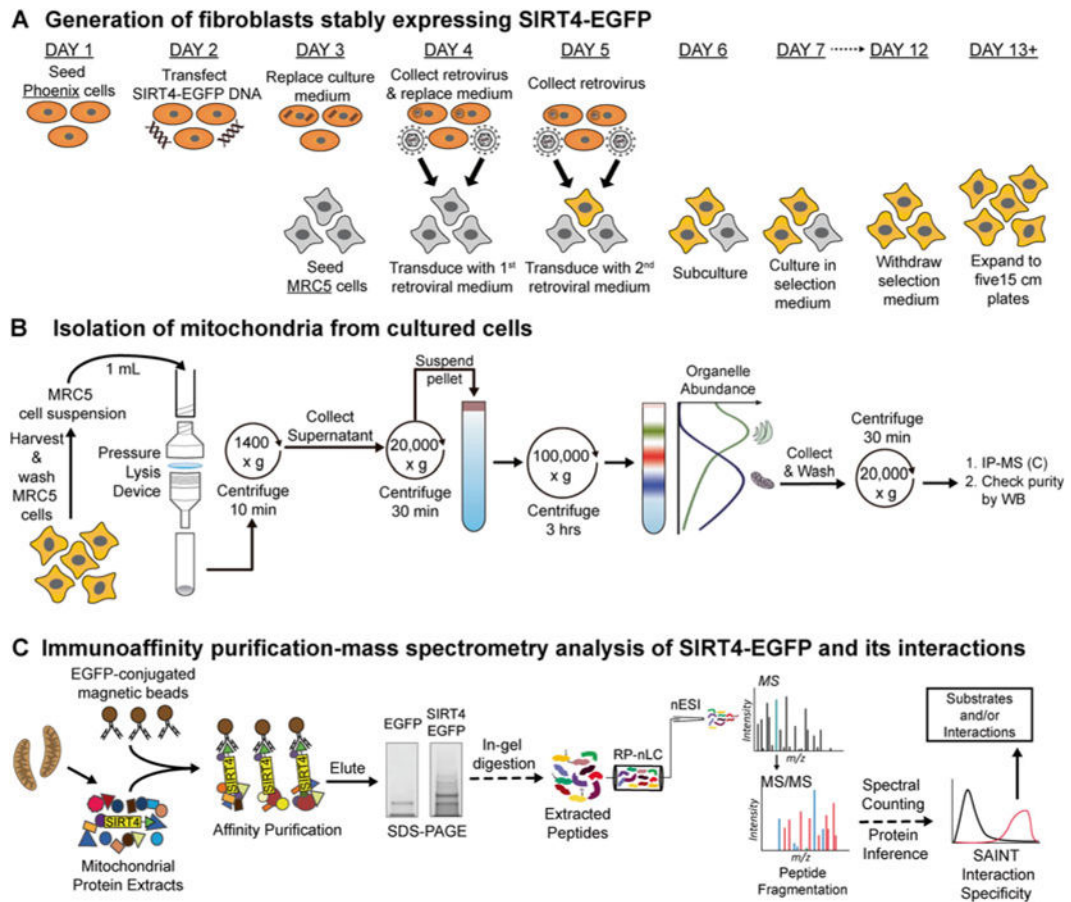 A Generation of fibroblasts stably expressing SIRT4-EGFP
DAY 1
DAY 2
DAY 3
DAY 4
DAY 5
DAY 6
DAY 7
DAY 12
DAY 13+
Seed
Phoenix cells
Transfect
SIRT4-EGFP DNA
Replace culture
medium
Collect retrovirus
& replace medium
Collect retrovirus
Seed
MRC5 cells
Transduce with 1st
retroviral medium
Transduce with 2nd
retroviral medium
Subculture
Culture in
selection
medium
Withdraw
selection
medium
Expand to
five15 cm
plates
B Isolation of mitochondria from cultured cells
1 mL
MRC5
cell suspension
Harvest
&
wash
MRC5
cells
Pressure
Lysis
Device
1400
x g
Centrifuge
10 min
Collect
Supernatant
Suspend
pellet
20,000
x g
Centrifuge
30 min
100,000
x g
Centrifuge
3 hrs
Organelle
Abundance
Collect
& Wash
Centrifuge
30 min
20,000
x g
1. IP-MS (C)
2. Check purity
by WB
C Immunoaffinity purification-mass spectrometry analysis of SIRT4-EGFP and its interactions
EGFP-conjugated
magnetic beads
SIRT4
Mitochondrial
Protein Extracts
SIRT4
SIRT4
SIRT4
Affinity Purification
Elute
EGFP
SIRT4
EGFP
SDS-PAGE
In-gel
digestion
Extracted
Peptides
RP-nLC
nESI
MS
Intensity
m/z
MS/MS
Intensity
m/z
Peptide
Fragmentation
Spectral
Counting
Protein
Inference
Substrates
and/or
Interactions
SAINT
Interaction
Specificity